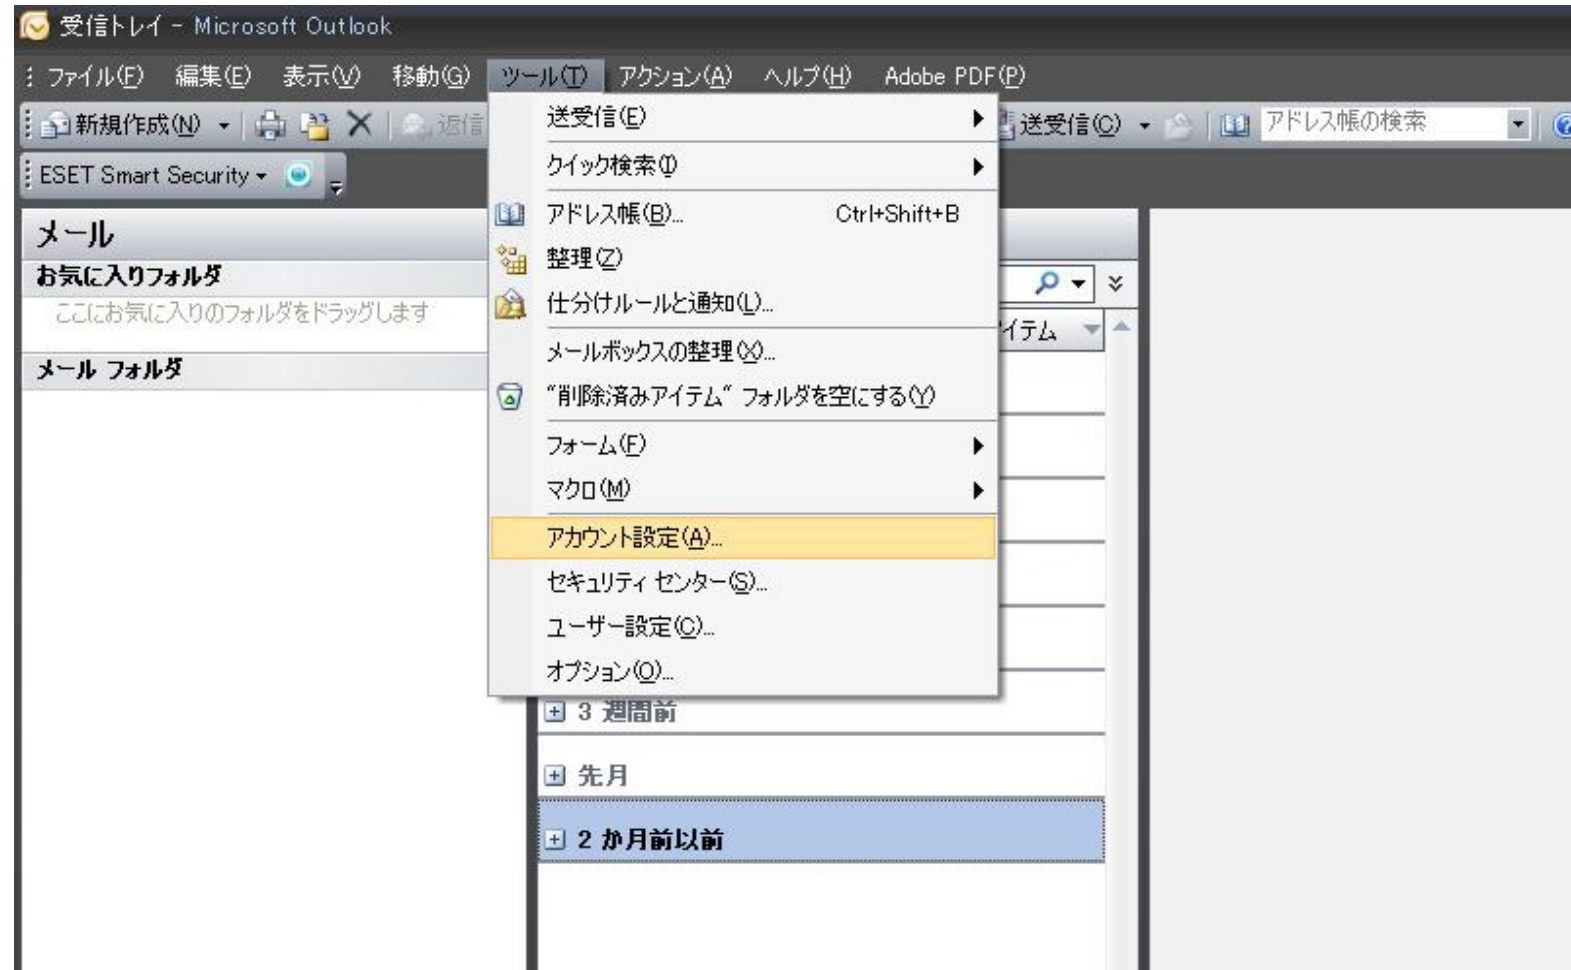 受信トレイ - Microsoft Outlook
ファイル(F) 編集(E) 表示(V) 移動(G) ツール(T) アクション(A) ヘルプ(H) Adobe PDF(P)
新規作成(N) 返信 送受信(C) アドレス帳の検索
ESET Smart Security
メール
お気に入りフォルダ
ここにお気に入りのフォルダをドラッグします
メール フォルダ
送受信(E)
クイック検索(I)
アドレス帳(B)... Ctrl+Shift+B
整理(Z)
仕分けルールと通知(L)...
メールボックスの整理(X)...
"削除済みアイテム" フォルダを空にする(Y)
フォーム(F)
マクロ(M)
アカウント設定(A)...
セキュリティ センター(S)...
ユーザー設定(C)...
オプション(O)...
イテム
3 週間前
先月
2 か月前以前